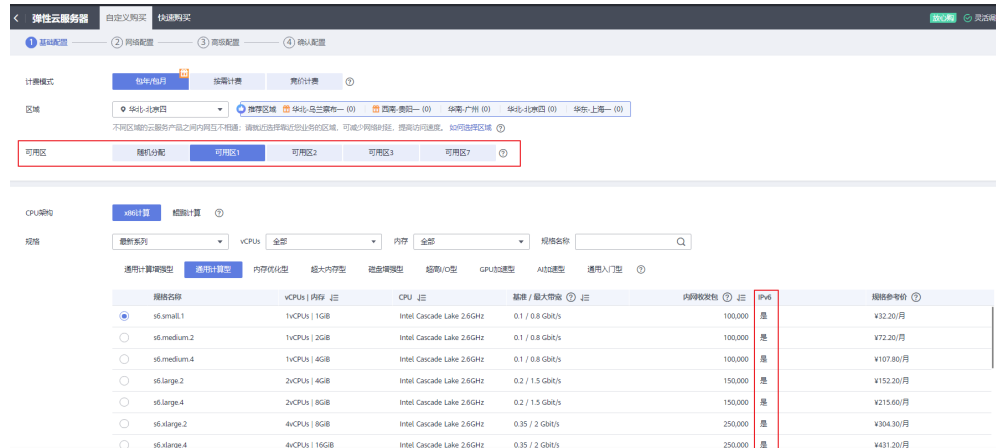 弹性云服务器 自定义购买 快速购买 放心购 灵活调
1 基础配置 2 网络配置 3 高级配置 4 确认配置
计费模式 包年/包月 按需计费 竞价计费
区域 华北-北京四 推荐区域 华北-乌兰察布一 (0) 西南-贵阳一 (0) 华南-广州 (0) 华北-北京四 (0) 华东-上海一 (0)
不同区域的云服务产品之间内网互不相通；请就近选择靠近您业务的区域，可减少网络时延，提高访问速度。 如何选择区域
可用区 随机分配 可用区1 可用区2 可用区3 可用区7
CPU架构 x86计算 鲲鹏计算
规格 最新系列 vCPUs 全部 内存 全部 规格名称
通用计算增强型 通用计算型 内存优化型 超大内存型 磁盘增强型 超高I/O型 GPU加速型 AI加速型 通用入门型
规格名称 vCPUs | 内存 CPU 基准 / 最大带宽 内网收发包 IPv6 规格参考价
s6.small.1 1vCPUs | 1GiB Intel Cascade Lake 2.6GHz 0.1 / 0.8 Gbit/s 100,000 是 ¥32.20/月
s6.medium.2 1vCPUs | 2GiB Intel Cascade Lake 2.6GHz 0.1 / 0.8 Gbit/s 100,000 是 ¥72.20/月
s6.medium.4 1vCPUs | 4GiB Intel Cascade Lake 2.6GHz 0.1 / 0.8 Gbit/s 100,000 是 ¥107.80/月
s6.large.2 2vCPUs | 4GiB Intel Cascade Lake 2.6GHz 0.2 / 1.5 Gbit/s 150,000 是 ¥152.20/月
s6.large.4 2vCPUs | 8GiB Intel Cascade Lake 2.6GHz 0.2 / 1.5 Gbit/s 150,000 是 ¥215.60/月
s6.xlarge.2 4vCPUs | 8GiB Intel Cascade Lake 2.6GHz 0.35 / 2 Gbit/s 250,000 是 ¥304.30/月
s6.xlarge.4 4vCPUs | 16GiB Intel Cascade Lake 2.6GHz 0.35 / 2 Gbit/s 250,000 是 ¥431.20/月